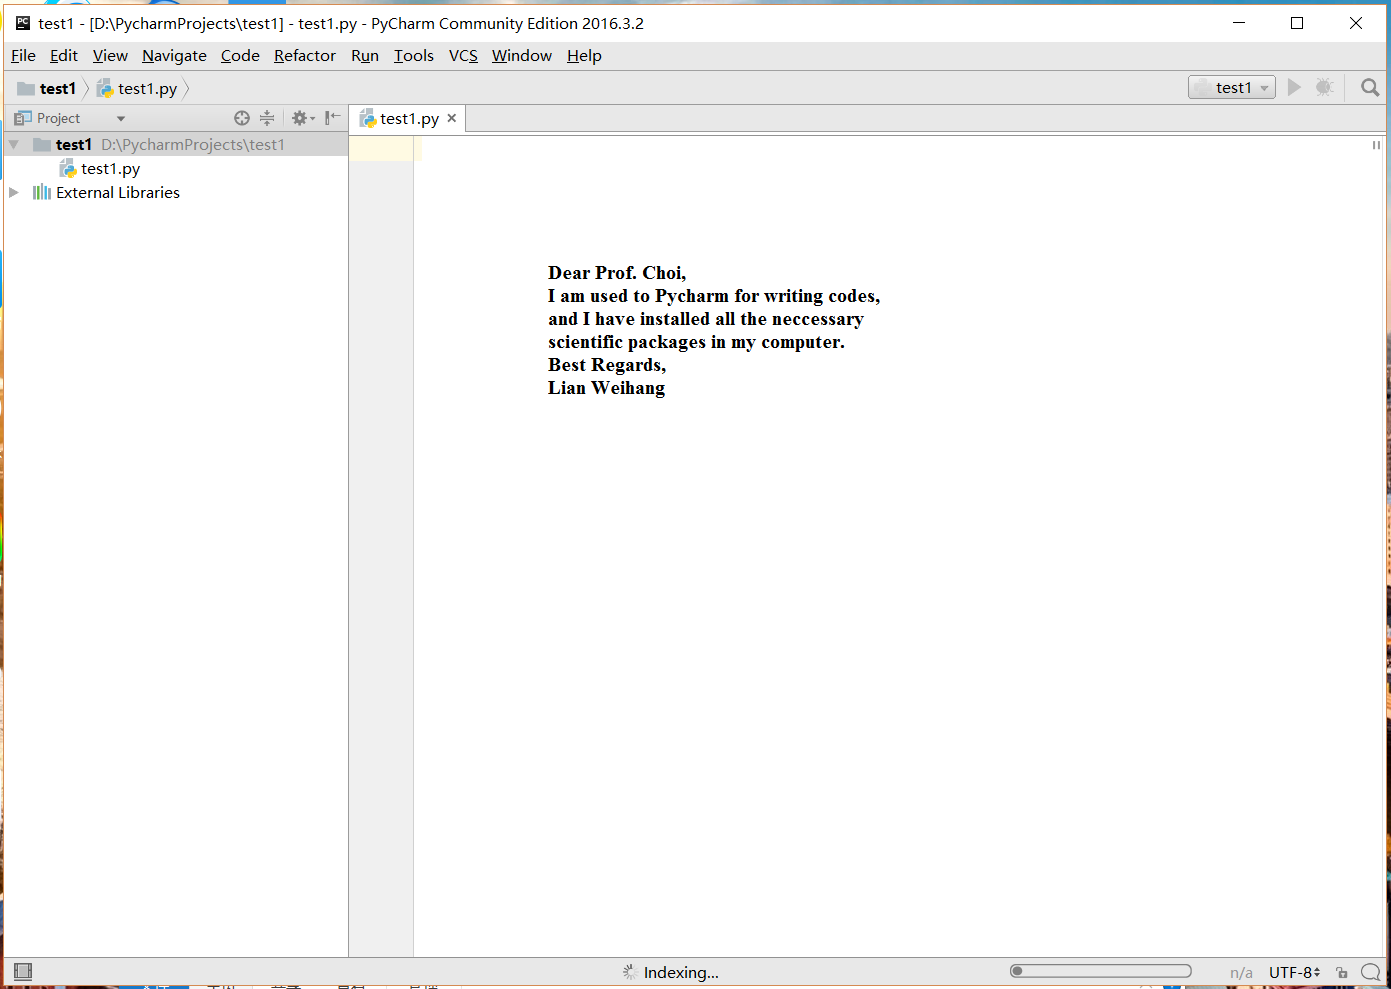 test1 - [D:\PycharmProjects\test1] - test1.py - PyCharm Community Edition 2016.3.2
File Edit View Navigate Code Refactor Run Tools VCS Window Help
test1 test1.py test1
Project test1.py
test1 D:\PycharmProjects\test1
test1.py
External Libraries
Dear Prof. Choi,
I am used to Pycharm for writing codes,
and I have installed all the neccessary
scientific packages in my computer.
Best Regards,
Lian Weihang
Indexing... n/a UTF-8